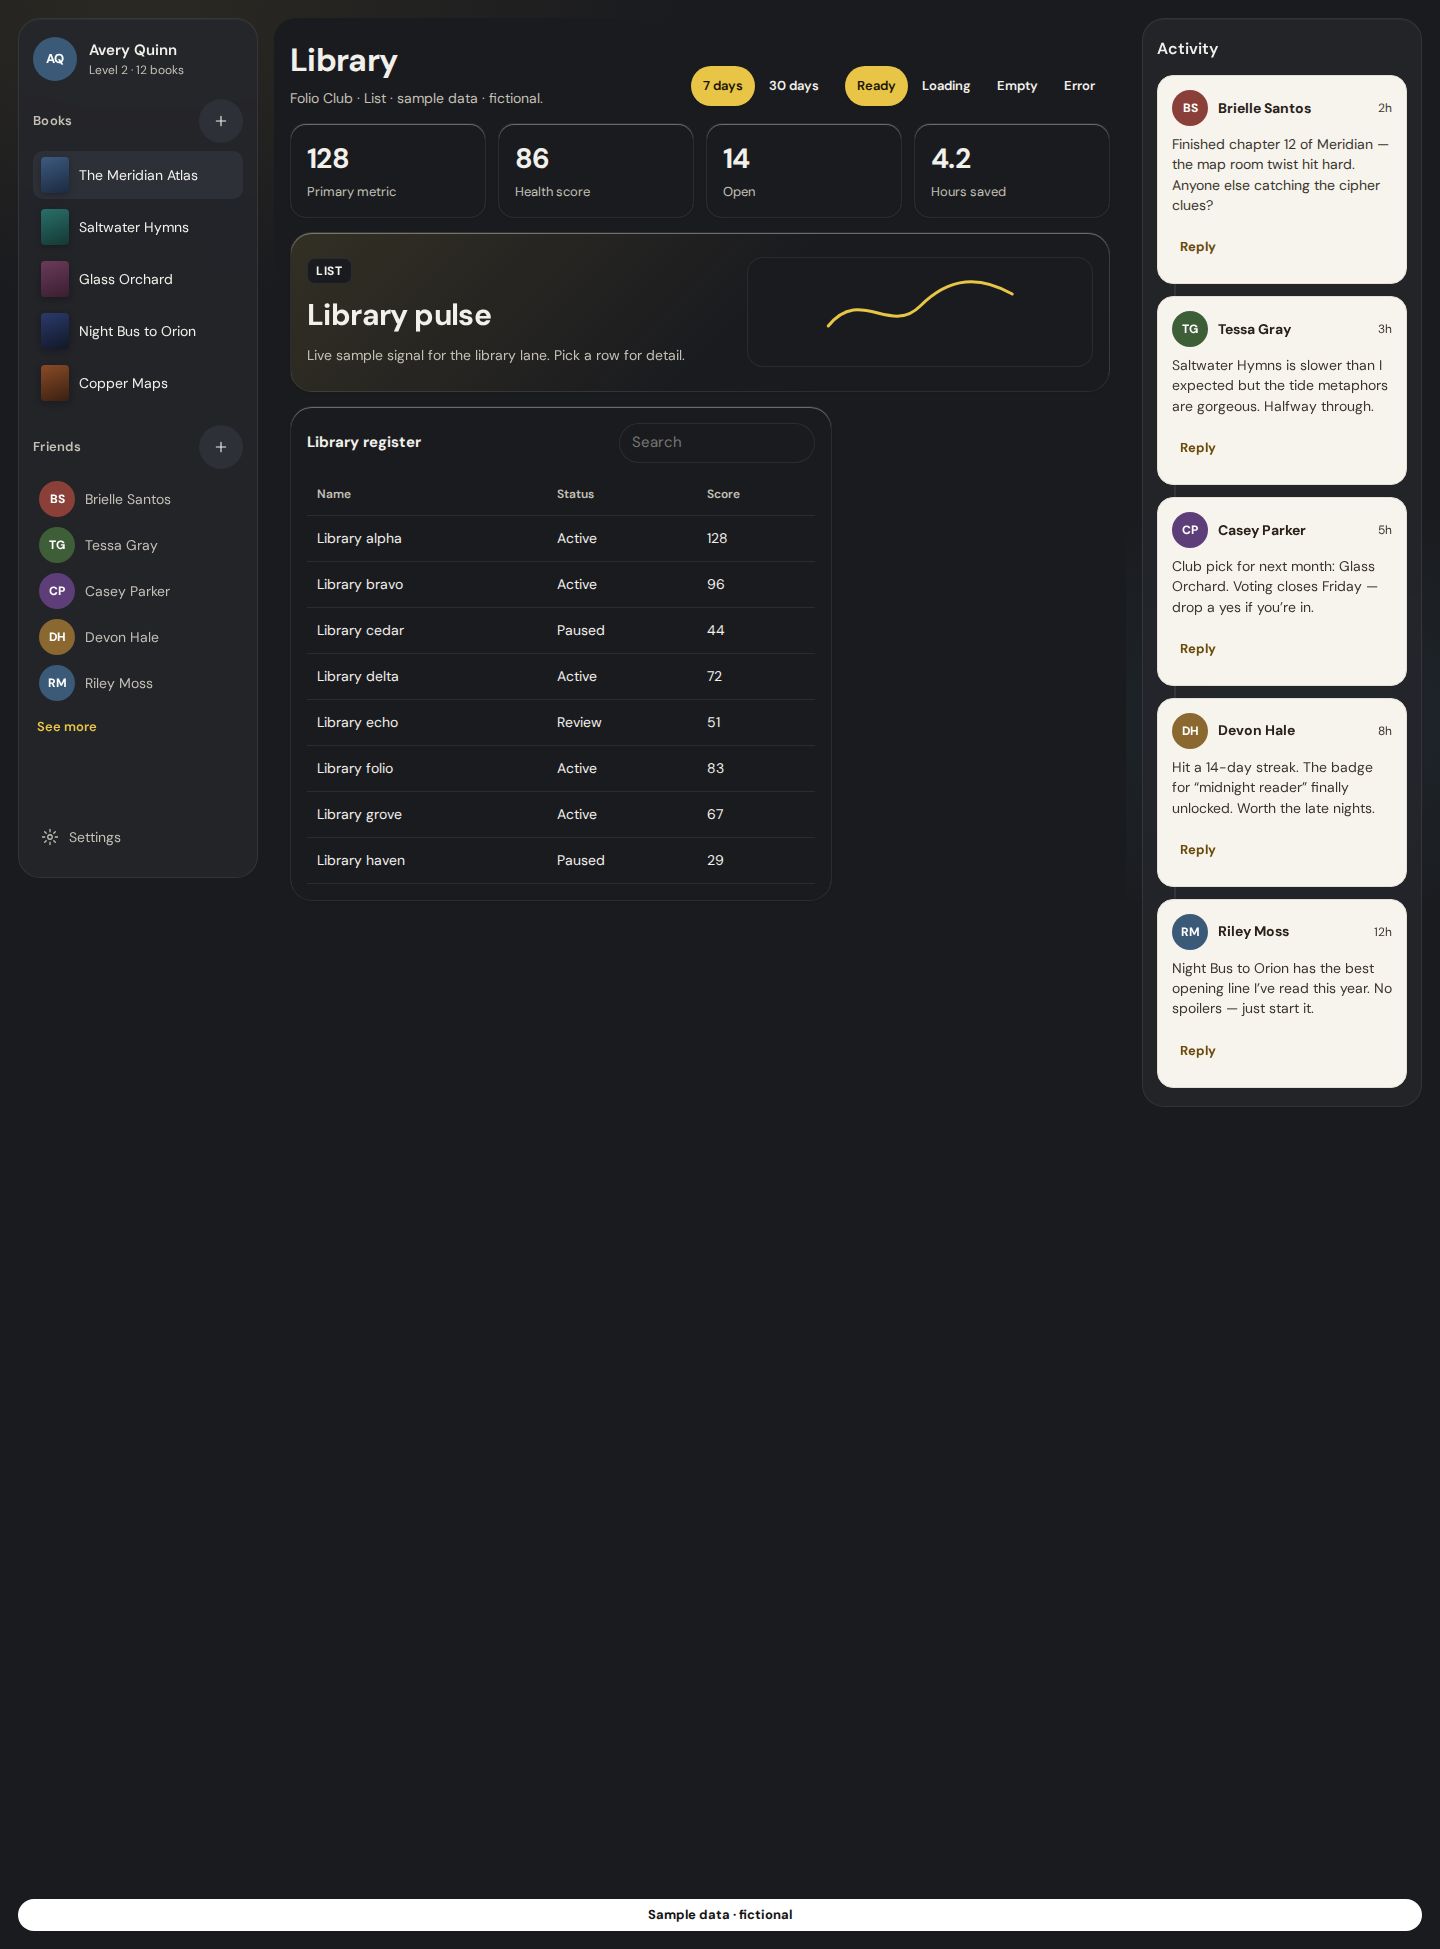 AQ
Avery Quinn
Level 2 · 12 books
Books
+
The Meridian Atlas
Saltwater Hymns
Glass Orchard
Night Bus to Orion
Copper Maps
Friends
+
BS Brielle Santos
TG Tessa Gray
CP Casey Parker
DH Devon Hale
RM Riley Moss
See more
Settings
Library
Folio Club · List · sample data · fictional.
7 days 30 days Ready Loading Empty Error
128
Primary metric
86
Health score
14
Open
4.2
Hours saved
LIST
Library pulse
Live sample signal for the library lane. Pick a row for detail.
Library register
Search
Name Status Score
Library alpha Active 128
Library bravo Active 96
Library cedar Paused 44
Library delta Active 72
Library echo Review 51
Library folio Active 83
Library grove Active 67
Library haven Paused 29
Activity
BS Brielle Santos 2h
Finished chapter 12 of Meridian —
the map room twist hit hard.
Anyone else catching the cipher
clues?
Reply
TG Tessa Gray 3h
Saltwater Hymns is slower than I
expected but the tide metaphors
are gorgeous. Halfway through.
Reply
CP Casey Parker 5h
Club pick for next month: Glass
Orchard. Voting closes Friday —
drop a yes if you’re in.
Reply
DH Devon Hale 8h
Hit a 14-day streak. The badge
for “midnight reader” finally
unlocked. Worth the late nights.
Reply
RM Riley Moss 12h
Night Bus to Orion has the best
opening line I’ve read this year. No
spoilers — just start it.
Reply
Sample data · fictional